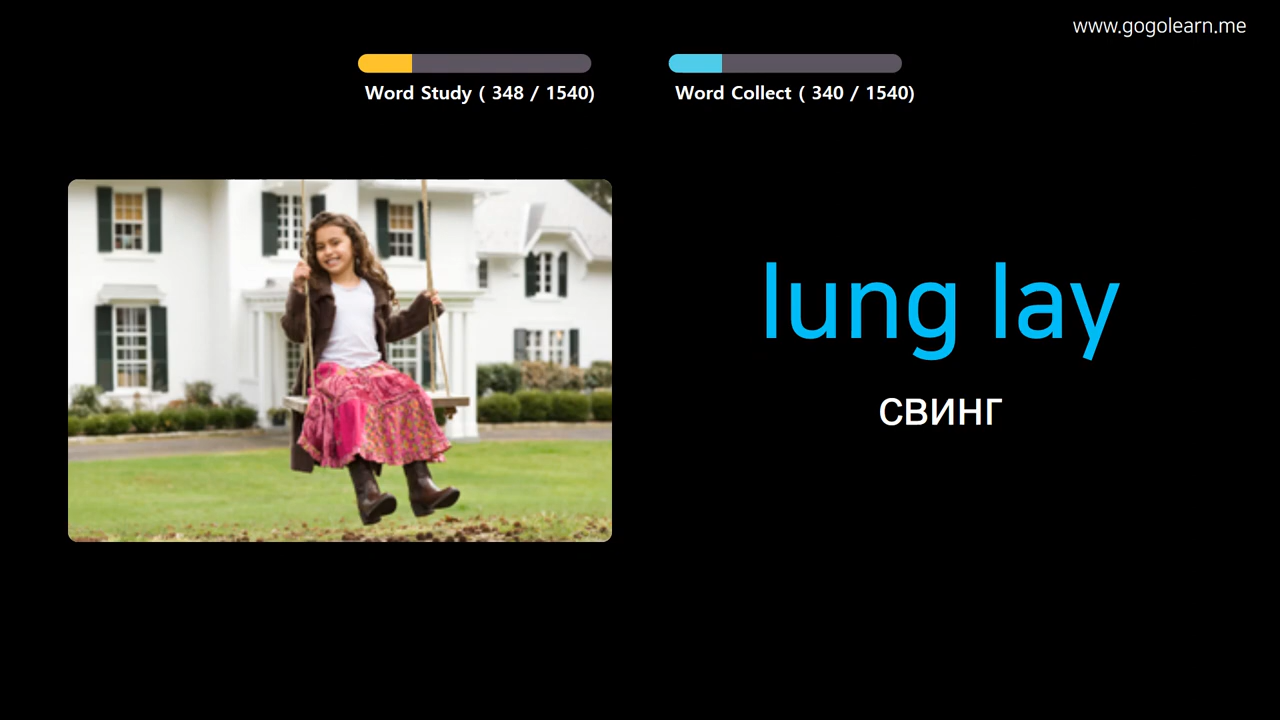 www.gogolearn.me
Word Study ( 348 / 1540)
Word Collect ( 340 / 1540)
lung lay
свинг